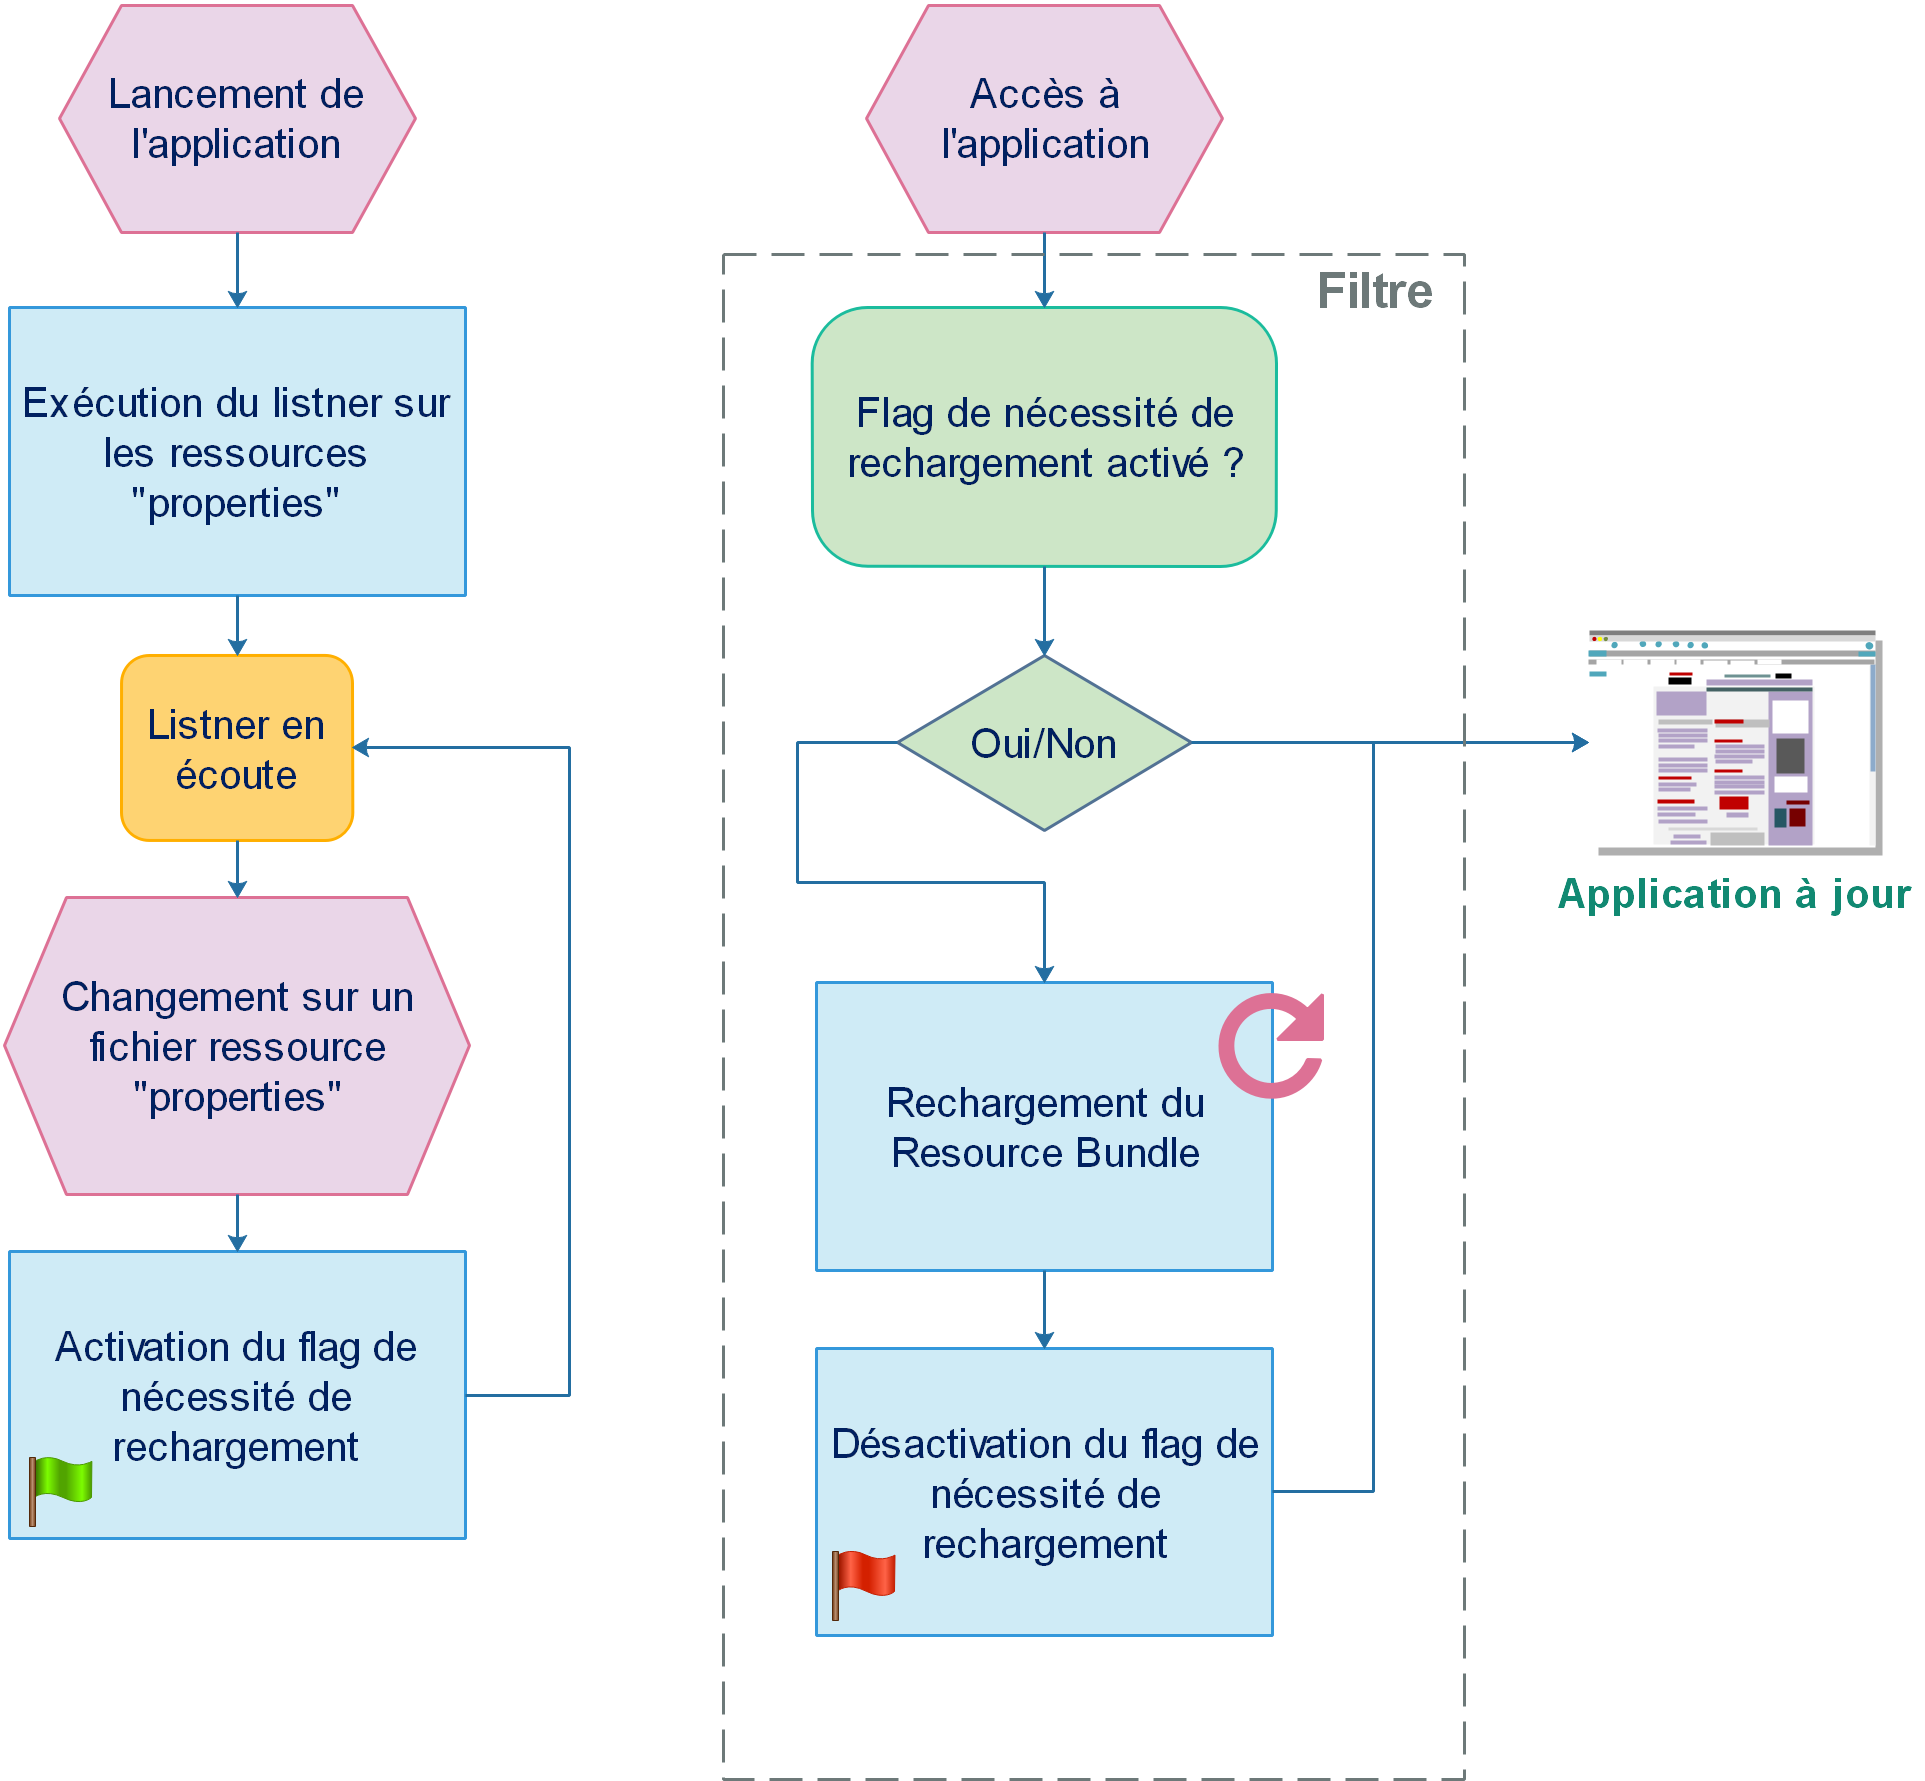 Lancement de
l'application
Exécution du listner sur
les ressources
"properties"
Listner en
écoute
Changement sur un
fichier ressource
"properties"
Activation du flag de
nécessité de
rechargement
Accès à
l'application
Filtre
Flag de nécessité de
rechargement activé ?
Oui/Non
Rechargement du
Resource Bundle
Désactivation du flag de
nécessité de
rechargement
Application à jour